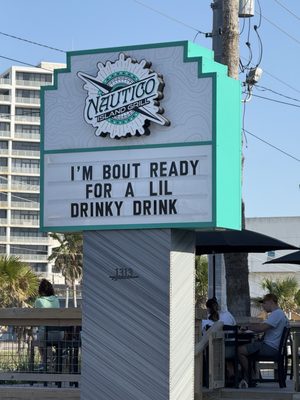 Nautico
ISLAND GRILL
I'M BOUT READY
FOR A LIL
DRINKY DRINK
1313